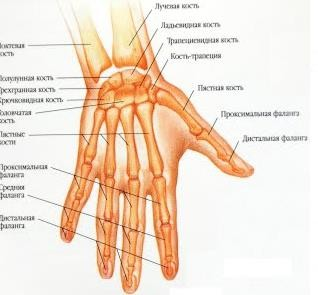 Лучевая кость
Ладьевидная кость
Трапециевидная кость
Кость-трапеция
Пястная кость
Проксимальная фаланга
Дистальная фаланга
локтевая
кость
Полулунная кость
Трехгранная кость
Крючковидная кость
Головчатая
кость
Пястные
кости
Проксимальная
фаланга
Средняя
фаланга
Дистальная
фаланга